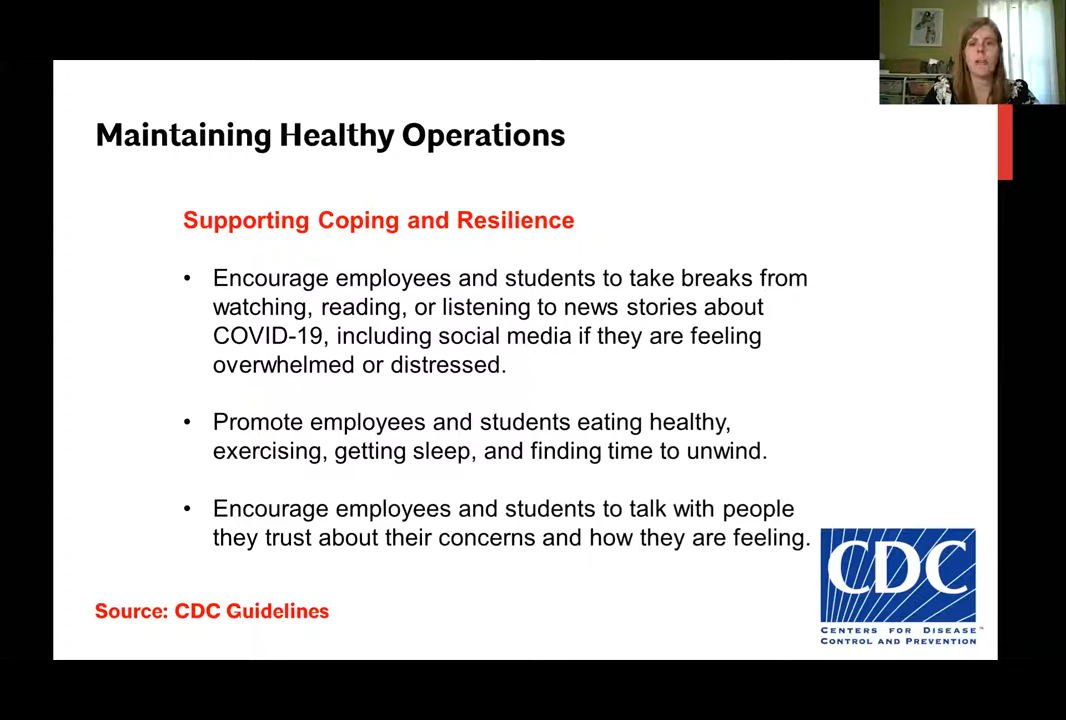 Maintaining Healthy Operations
Supporting Coping and Resilience
• Encourage employees and students to take breaks from
watching, reading, or listening to news stories about
COVID-19, including social media if they are feeling
overwhelmed or distressed.
• Promote employees and students eating healthy,
exercising, getting sleep, and finding time to unwind.
• Encourage employees and students to talk with people
they trust about their concerns and how they are feeling.
CDC
CENTERS FOR DISEASE™
CONTROL AND PREVENTION
Source: CDC Guidelines